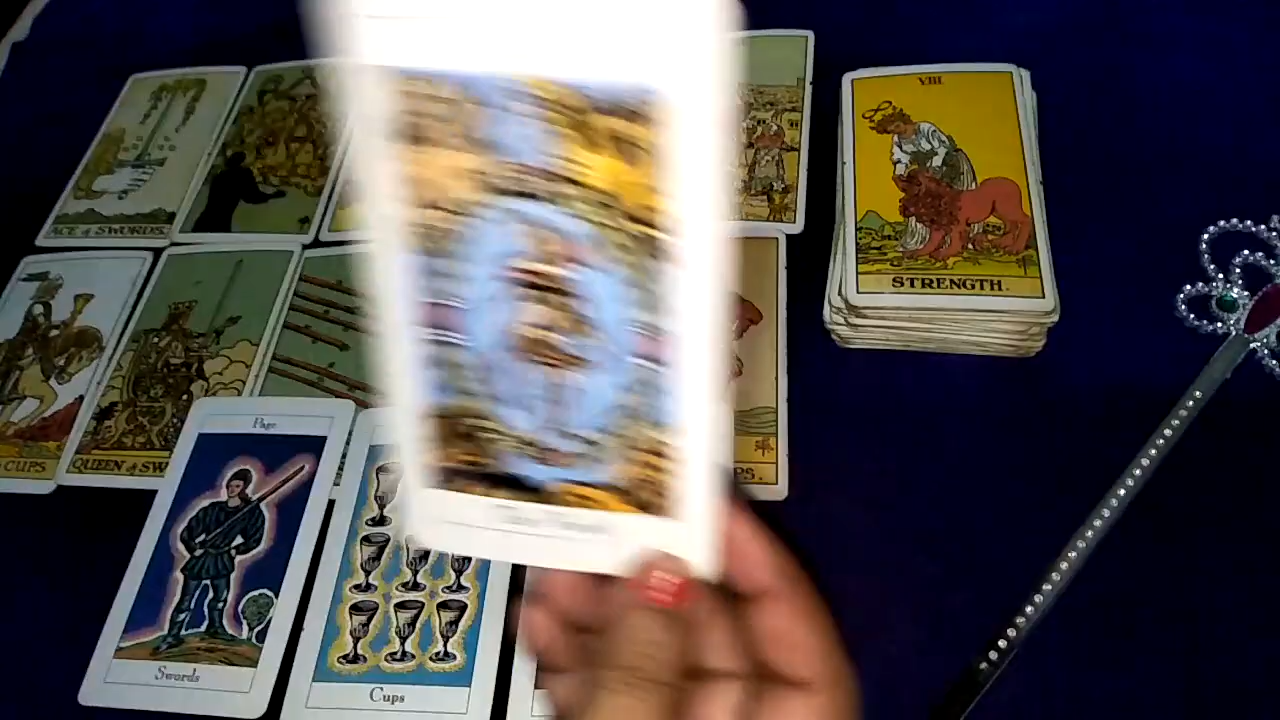 VIII
STRENGTH.
ACE of SWORDS.
CUPS
QUEEN of SW
PS.
Page
Swords
Cups